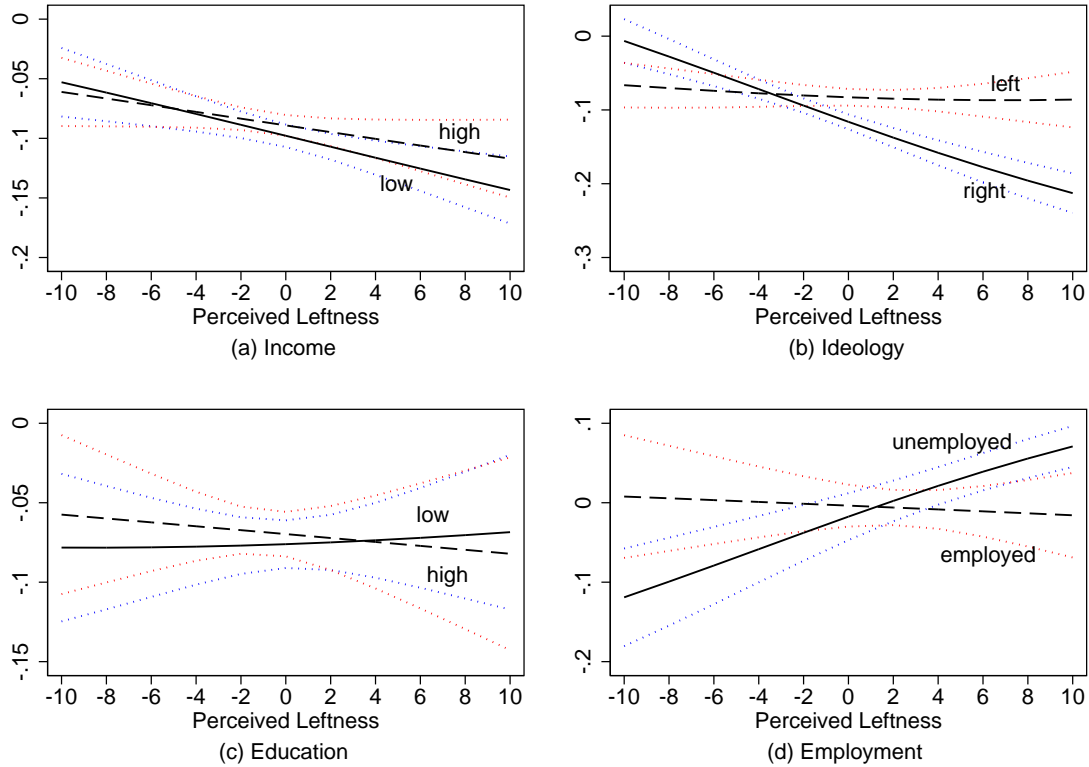 0
-.05
-.1
-.15
-.2
high
low
-10 -8 -6 -4 -2 0 2 4 6 8 10
Perceived Leftness
(a) Income
0
-.1
-.2
-.3
left
right
-10 -8 -6 -4 -2 0 2 4 6 8 10
Perceived Leftness
(b) Ideology
0
-.05
-.1
-.15
low
high
-10 -8 -6 -4 -2 0 2 4 6 8 10
Perceived Leftness
(c) Education
.1
0
-.1
-.2
unemployed
employed
-10 -8 -6 -4 -2 0 2 4 6 8 10
Perceived Leftness
(d) Employment